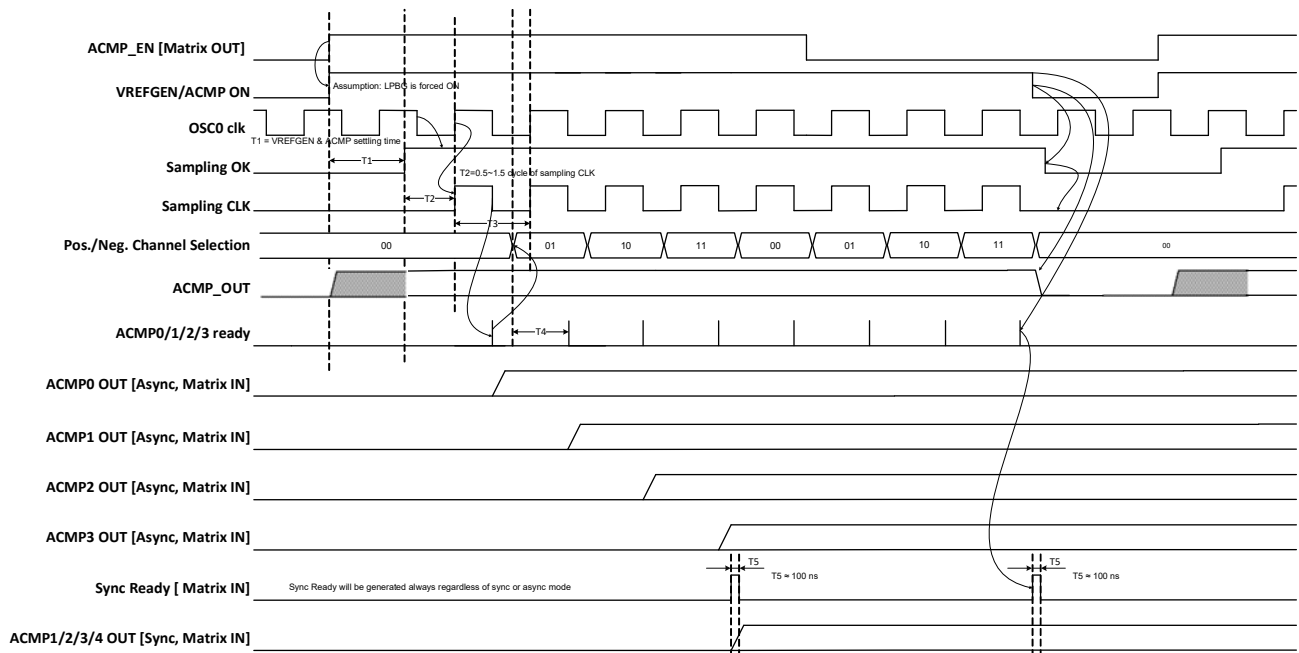 ACMP_EN [Matrix OUT]
VREFGEN/ACMP ON
Assumption: LPBG is forced ON
OSC0 clk
T1 = VREFGEN & ACMP settling time
Sampling OK
T1
T2=0.5~1.5 cycle of sampling CLK
Sampling CLK
T2
T3
Pos./Neg. Channel Selection
00 01 10 11 00 01 10 11 00
ACMP_OUT
ACMP0/1/2/3 ready
T4
ACMP0 OUT [Async, Matrix IN]
ACMP1 OUT [Async, Matrix IN]
ACMP2 OUT [Async, Matrix IN]
ACMP3 OUT [Async, Matrix IN]
T5 T5
T5 ≈ 100 ns T5 ≈ 100 ns
Sync Ready [ Matrix IN]
Sync Ready will be generated always regardless of sync or async mode
ACMP1/2/3/4 OUT [Sync, Matrix IN]